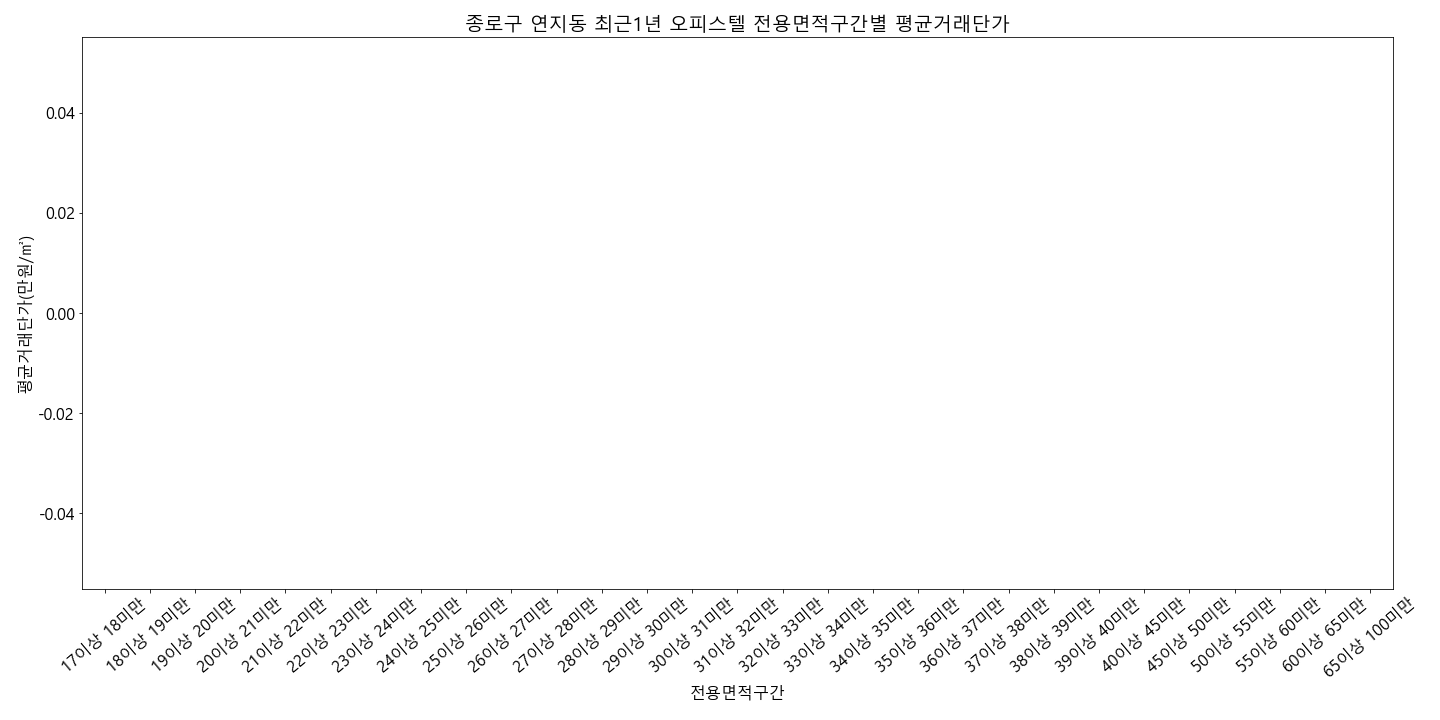 종로구 연지동 최근1년 오피스텔 전용면적구간별 평균거래단가
평균거래단가(만원/㎡)
0.04
0.02
0.00
-0.02
-0.04
17이상 18미만
18이상 19미만
19이상 20미만
20이상 21미만
21이상 22미만
22이상 23미만
23이상 24미만
24이상 25미만
25이상 26미만
26이상 27미만
27이상 28미만
28이상 29미만
29이상 30미만
30이상 31미만
31이상 32미만
32이상 33미만
33이상 34미만
34이상 35미만
35이상 36미만
36이상 37미만
37이상 38미만
38이상 39미만
39이상 40미만
40이상 45미만
45이상 50미만
50이상 55미만
55이상 60미만
60이상 65미만
65이상 100미만
전용면적구간